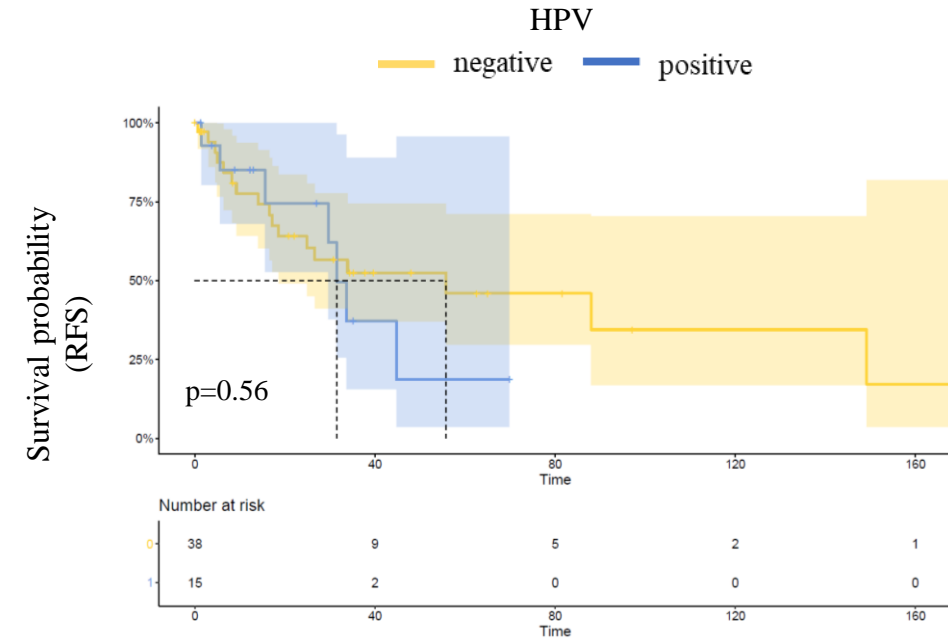 HPV
negative positive
100%
75%
50%
25%
0%
Survival probability
(RFS)
p=0.56
0 40 80 120 160
Time
Number at risk
0 38 9 5 2 1
1 15 2 0 0 0
0 40 80 120 160
Time